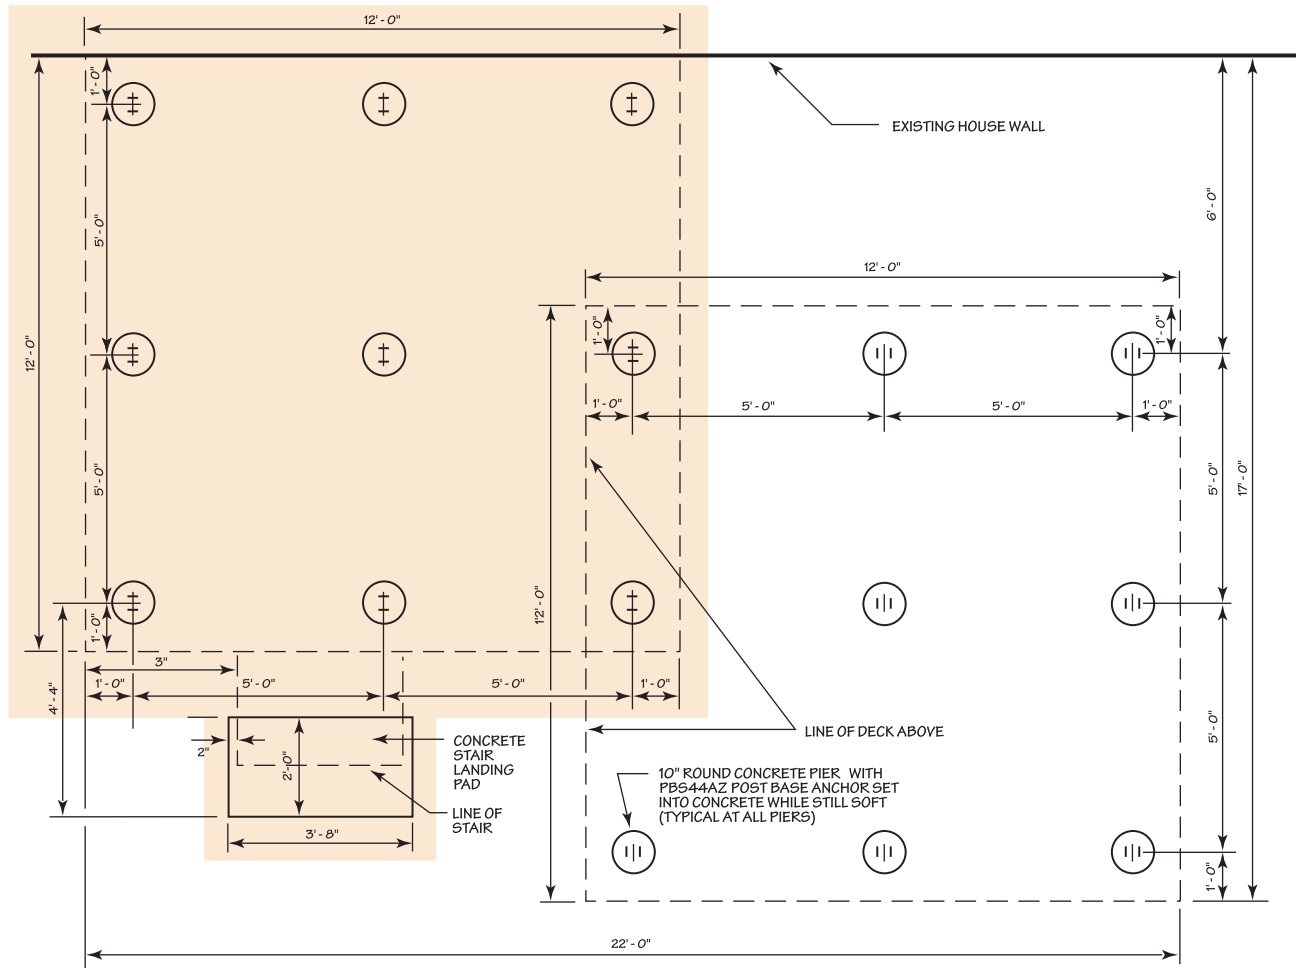 12'-0"
1'-0"
EXISTING HOUSE WALL
5'-0"
6'-0"
12'-0"
12'-0"
1'-0"
1'-0"
1'-0"
5'-0"
5'-0"
1'-0"
5'-0"
5'-0"
17'-0"
1'2'-0"
1'-0"
3"
1'-0"
5'-0"
5'-0"
1'-0"
4'-4"
2"
2'-0"
CONCRETE
STAIR
LANDING
PAD
LINE OF
STAIR
3'-8"
LINE OF DECK ABOVE
5'-0"
10" ROUND CONCRETE PIER WITH
PBS44AZ POST BASE ANCHOR SET
INTO CONCRETE WHILE STILL SOFT
(TYPICAL AT ALL PIERS)
1'-0"
22'-0"